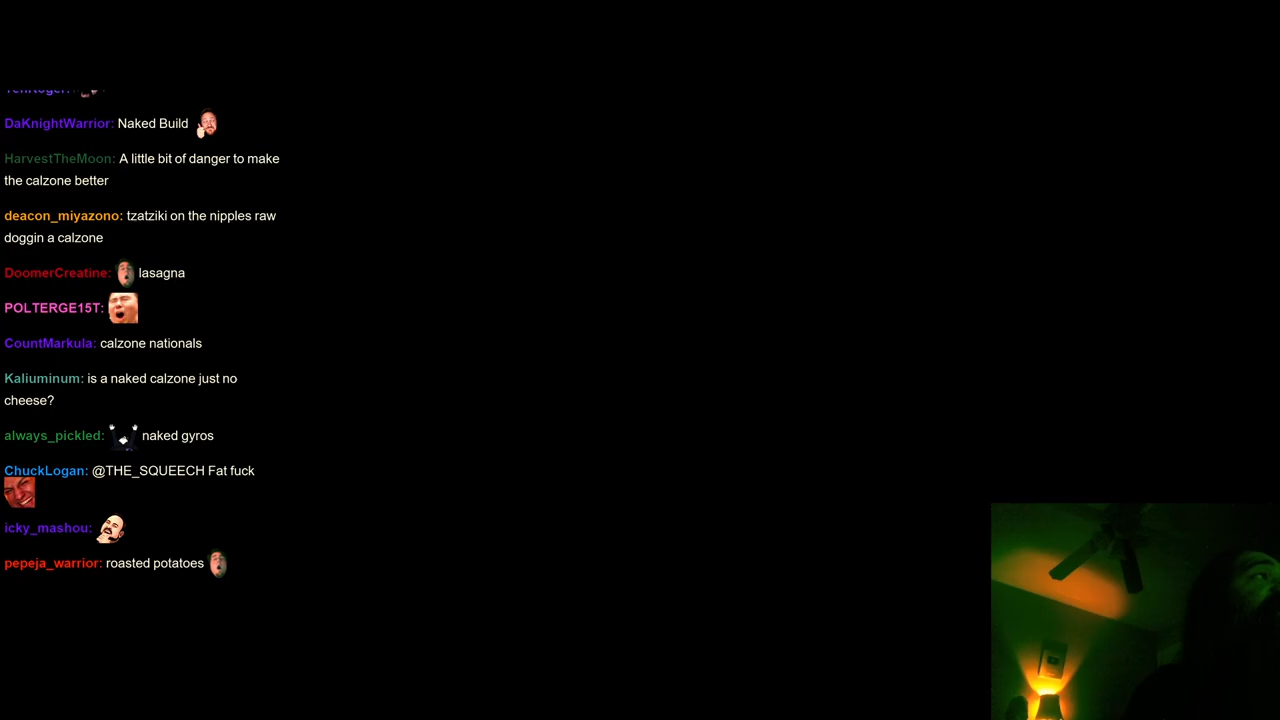 DaKnightWarrior: Naked Build
HarvestTheMoon: A little bit of danger to make
the calzone better
deacon_miyazono: tzatziki on the nipples raw
doggin a calzone
DoomerCreatine: lasagna
POLTERGE15T:
CountMarkula: calzone nationals
Kaliuminum: is a naked calzone just no
cheese?
always_pickled: naked gyros
ChuckLogan: @THE_SQUEECH Fat fuck
icky_mashou:
pepeja_warrior: roasted potatoes